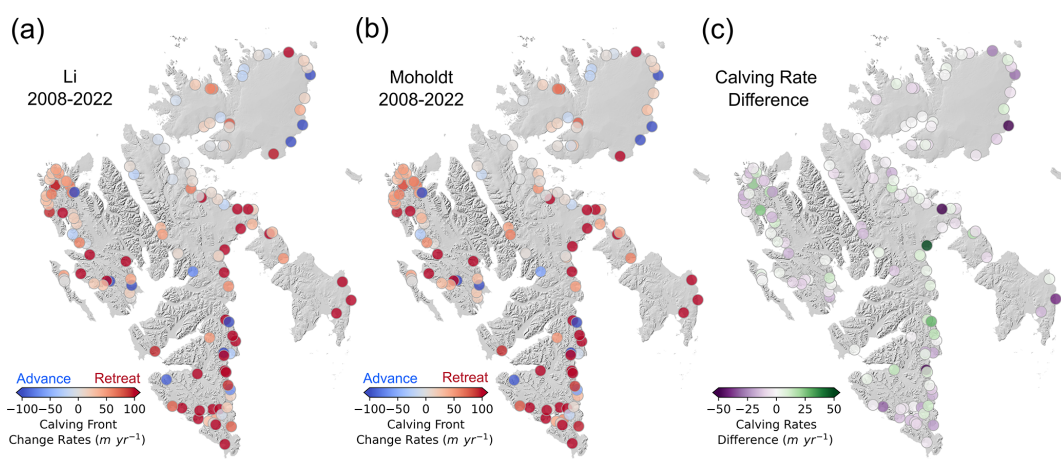 (a)
Li
2008-2022
Advance Retreat
−100 −50 0 50 100
Calving Front
Change Rates (m yr⁻¹)
(b)
Moholdt
2008-2022
Advance Retreat
−100 −50 0 50 100
Calving Front
Change Rates (m yr⁻¹)
(c)
Calving Rate
Difference
−50 −25 0 25 50
Calving Rates
Difference (m yr⁻¹)